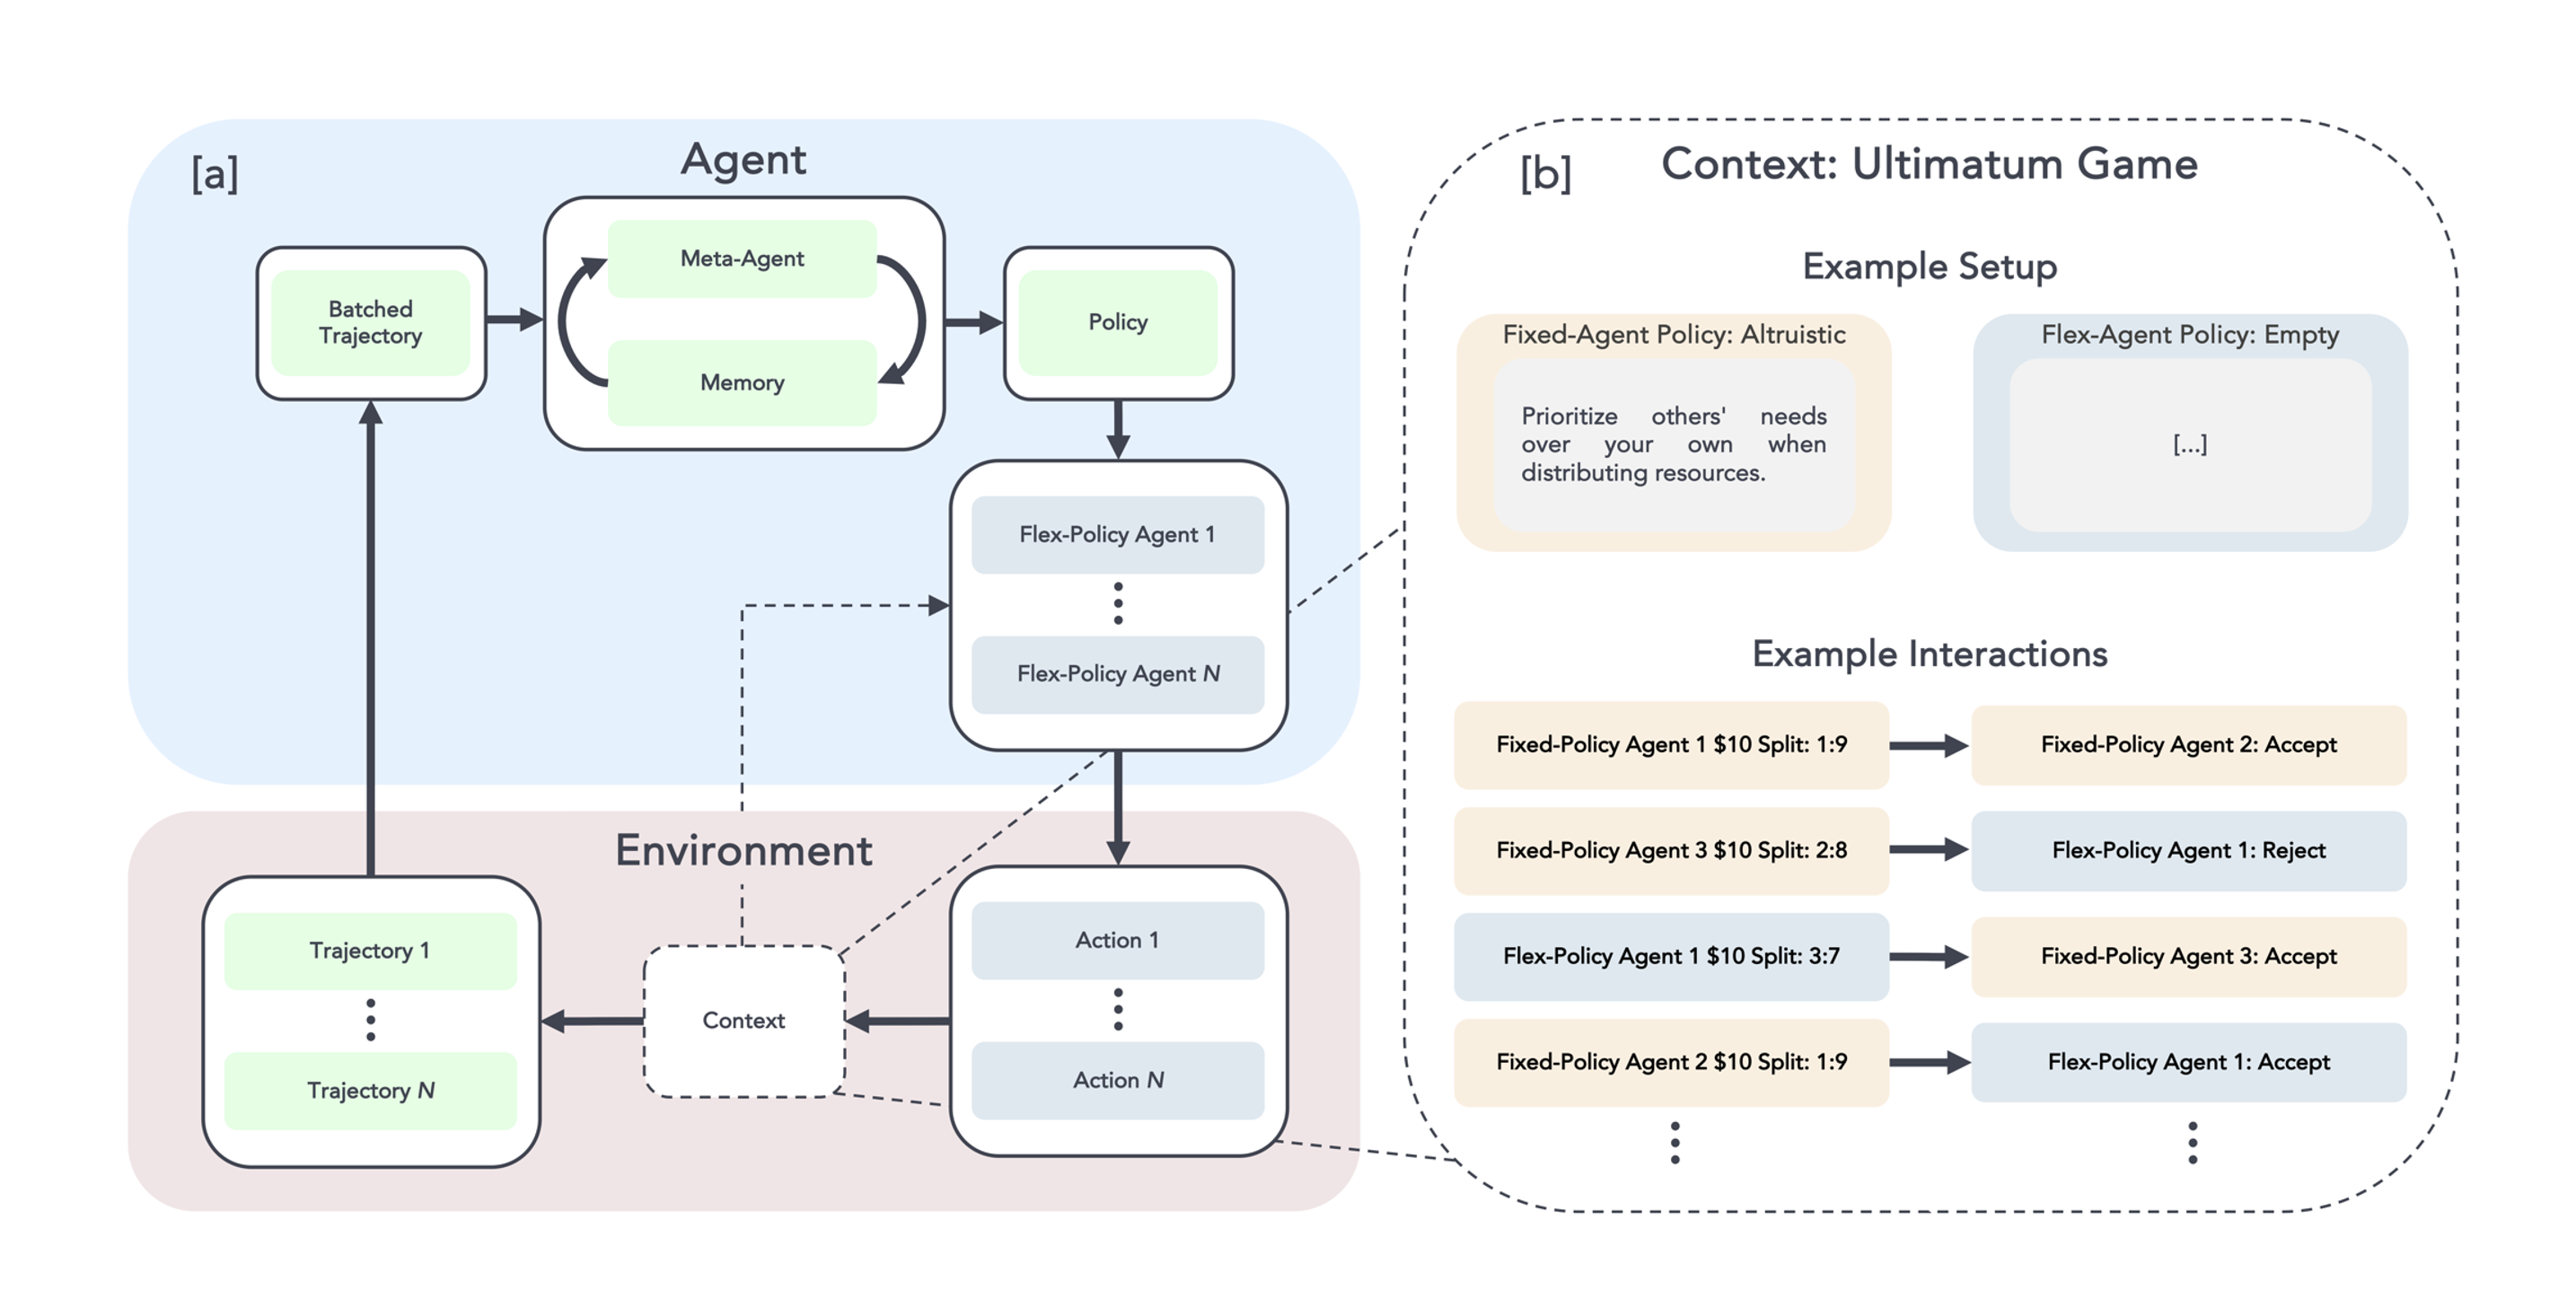 [a]
Agent
Batched
Trajectory
Meta-Agent
Memory
Policy
Flex-Policy Agent 1
Flex-Policy Agent N
Environment
Trajectory 1
Trajectory N
Context
Action 1
Action N
[b]
Context: Ultimatum Game
Example Setup
Fixed-Agent Policy: Altruistic
Prioritize others' needs
over your own when
distributing resources.
Flex-Agent Policy: Empty
[...]
Example Interactions
Fixed-Policy Agent 1 $10 Split: 1:9
Fixed-Policy Agent 2: Accept
Fixed-Policy Agent 3 $10 Split: 2:8
Flex-Policy Agent 1: Reject
Flex-Policy Agent 1 $10 Split: 3:7
Fixed-Policy Agent 3: Accept
Fixed-Policy Agent 2 $10 Split: 1:9
Flex-Policy Agent 1: Accept